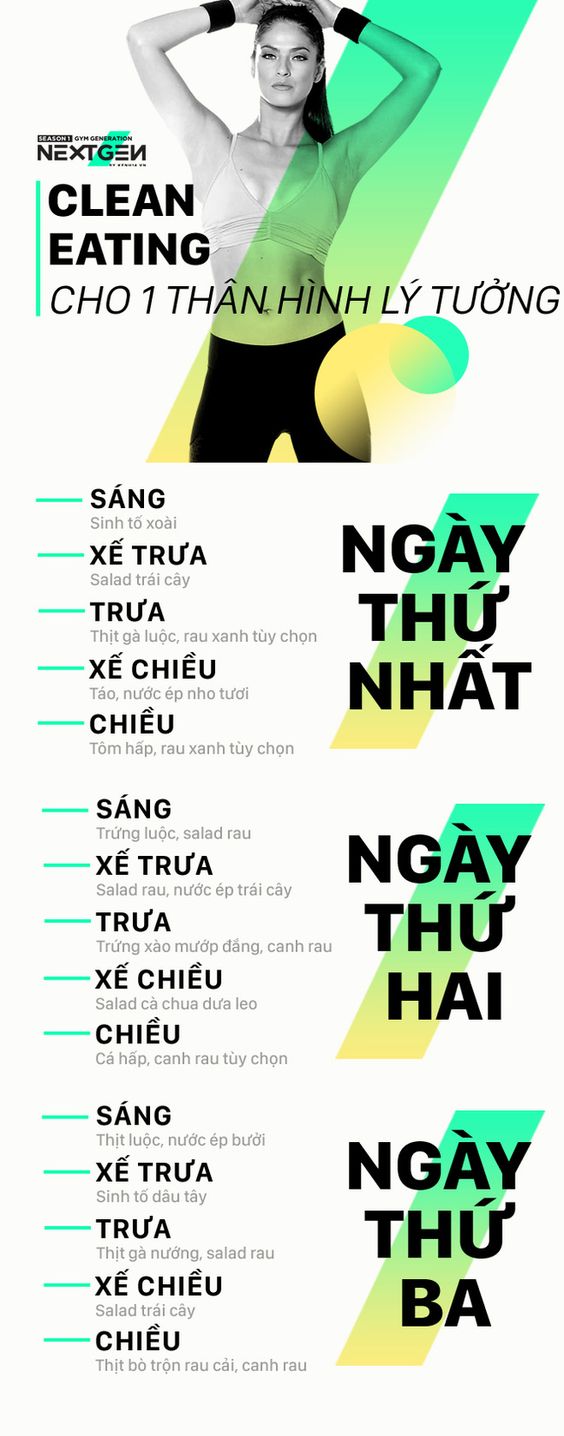 SEASON 1 GYM GENERATION
NEXTGEN
BY KENH14.VN
CLEAN
EATING
CHO 1 THÂN HÌNH LÝ TƯỞNG
SÁNG
Sinh tố xoài
XẾ TRƯA
Salad trái cây
TRƯA
Thịt gà luộc, rau xanh tùy chọn
XẾ CHIỀU
Táo, nước ép nho tươi
CHIỀU
Tôm hấp, rau xanh tùy chọn
NGÀY
THỨ
NHẤT
SÁNG
Trứng luộc, salad rau
XẾ TRƯA
Salad rau, nước ép trái cây
TRƯA
Trứng xào mướp đắng, canh rau
XẾ CHIỀU
Salad cà chua dưa leo
CHIỀU
Cá hấp, canh rau tùy chọn
NGÀY
THỨ
HAI
SÁNG
Thịt luộc, nước ép bưởi
XẾ TRƯA
Sinh tố dâu tây
TRƯA
Thịt gà nướng, salad rau
XẾ CHIỀU
Salad trái cây
CHIỀU
Thịt bò trộn rau cải, canh rau
NGÀY
THỨ
BA